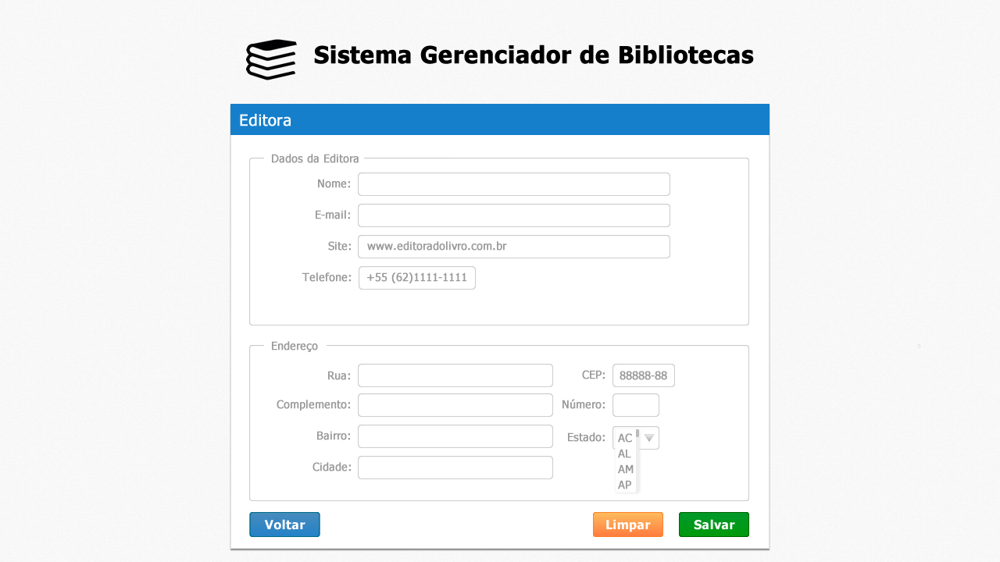 Sistema Gerenciador de Bibliotecas
Editora
Dados da Editora
Nome:
E-mail:
Site: www.editoradolivro.com.br
Telefone: +55 (62)1111-1111
Endereço
Rua: CEP: 88888-88
Complemento: Número:
Bairro: Estado: AC
AL
Cidade: AM
AP
Voltar Limpar Salvar